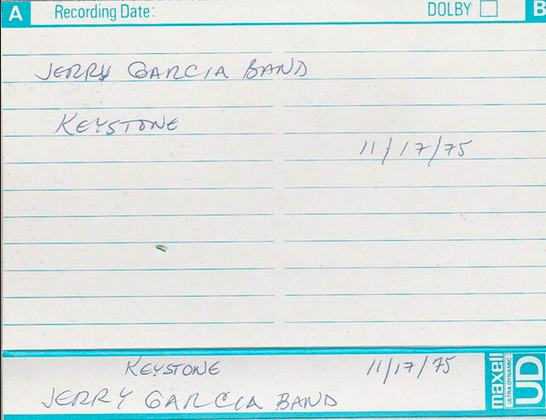 A Recording Date: DOLBY B
JERRY GARCIA BAND
KEYSTONE
11/17/75
KEYSTONE 11/17/75
JERRY GARCIA BAND
maxell
ULTRA DYNAMIC
UD